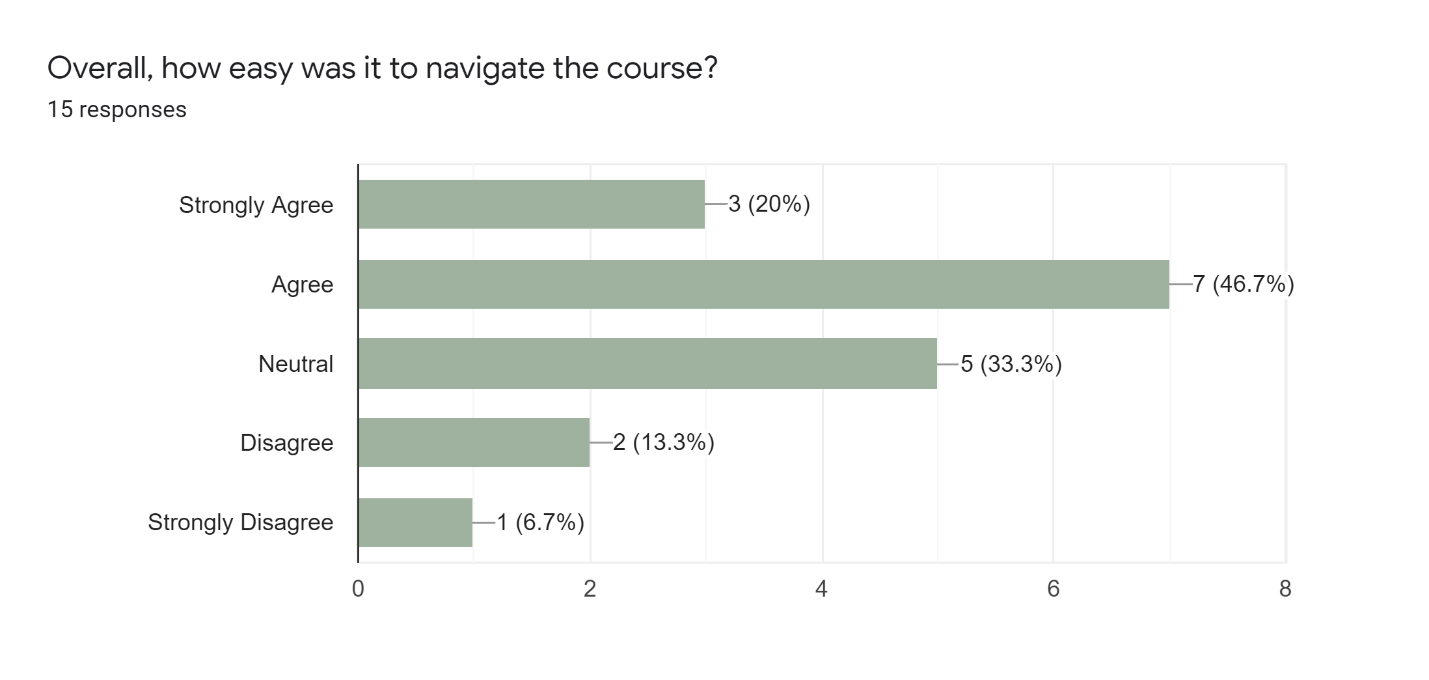 Overall, how easy was it to navigate the course?
15 responses
Strongly Agree 3 (20%)
Agree 7 (46.7%)
Neutral 5 (33.3%)
Disagree 2 (13.3%)
Strongly Disagree 1 (6.7%)
0 2 4 6 8